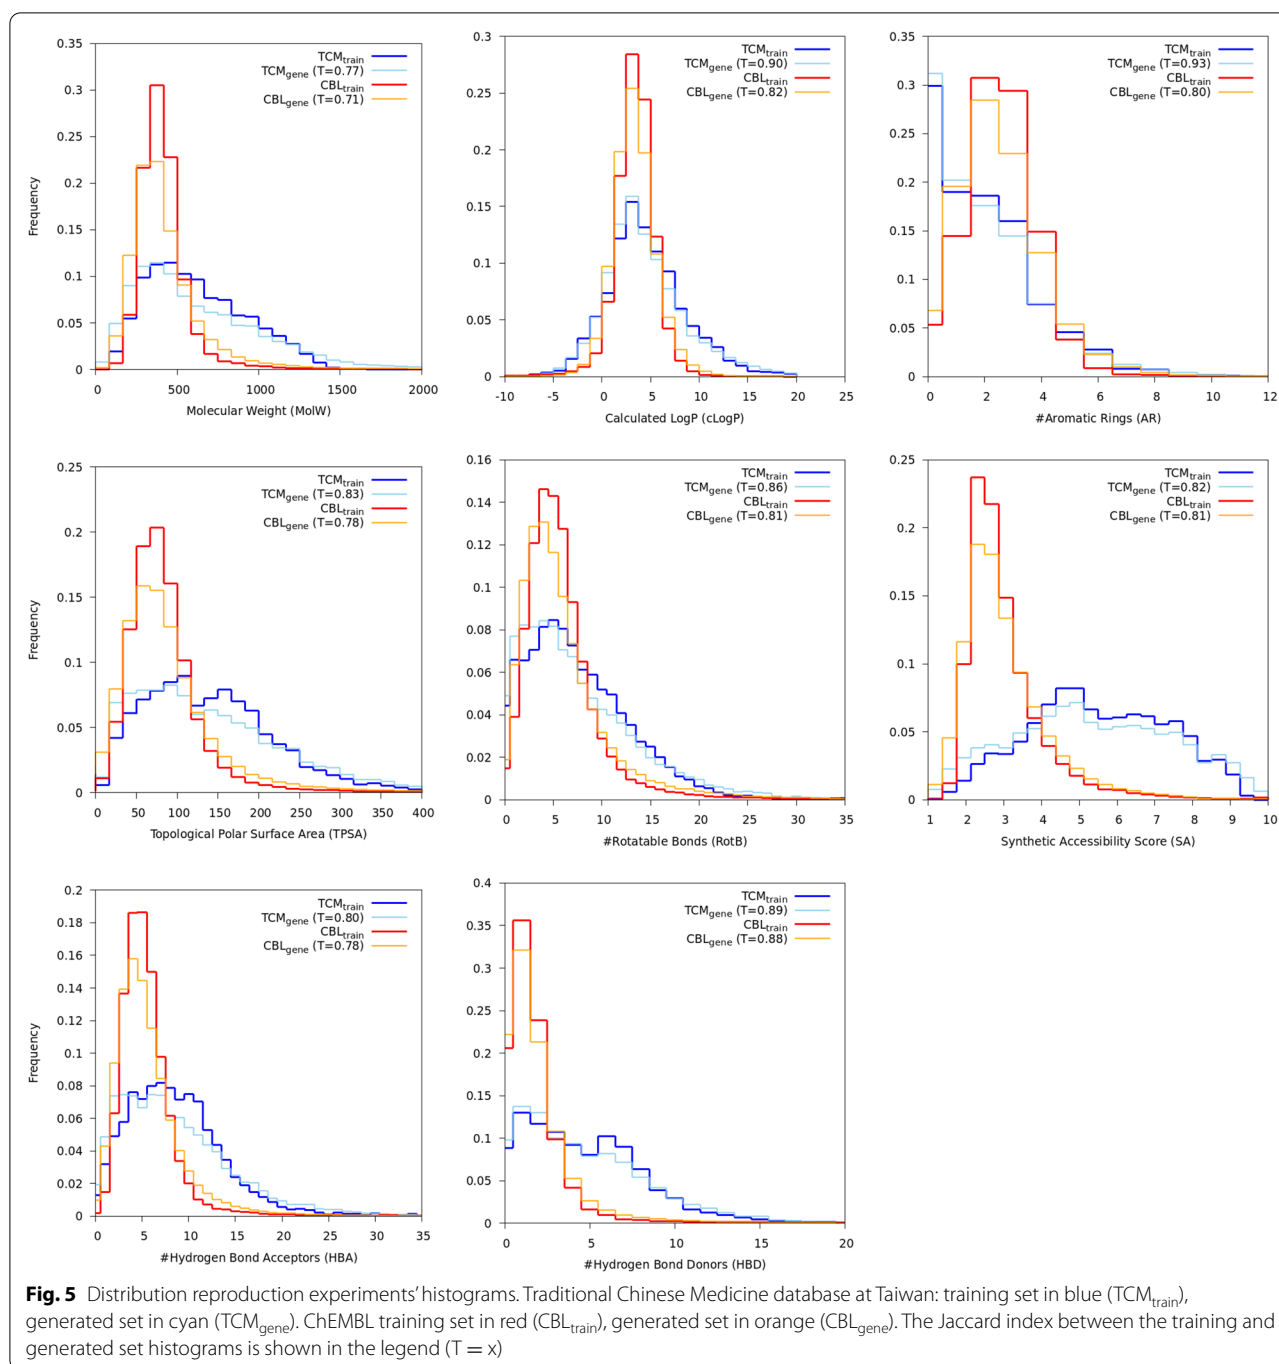 0.35
0.3
0.25
0.2
0.15
0.1
0.05
0
Frequency
TCMtrain
TCMgene (T=0.77)
CBLtrain
CBLgene (T=0.71)
0 500 1000 1500 2000
Molecular Weight (MolW)
0.3
0.25
0.2
0.15
0.1
0.05
0
TCMtrain
TCMgene (T=0.90)
CBLtrain
CBLgene (T=0.82)
-10 -5 0 5 10 15 20 25
Calculated LogP (cLogP)
0.35
0.3
0.25
0.2
0.15
0.1
0.05
0
TCMtrain
TCMgene (T=0.93)
CBLtrain
CBLgene (T=0.80)
0 2 4 6 8 10 12
#Aromatic Rings (AR)
0.25
0.2
0.15
0.1
0.05
0
Frequency
TCMtrain
TCMgene (T=0.83)
CBLtrain
CBLgene (T=0.78)
0 50 100 150 200 250 300 350 400
Topological Polar Surface Area (TPSA)
0.16
0.14
0.12
0.1
0.08
0.06
0.04
0.02
0
TCMtrain
TCMgene (T=0.86)
CBLtrain
CBLgene (T=0.81)
0 5 10 15 20 25 30 35
#Rotatable Bonds (RotB)
0.25
0.2
0.15
0.1
0.05
0
TCMtrain
TCMgene (T=0.82)
CBLtrain
CBLgene (T=0.81)
1 2 3 4 5 6 7 8 9 10
Synthetic Accessibility Score (SA)
0.2
0.18
0.16
0.14
0.12
0.1
0.08
0.06
0.04
0.02
0
Frequency
TCMtrain
TCMgene (T=0.80)
CBLtrain
CBLgene (T=0.78)
0 5 10 15 20 25 30 35
#Hydrogen Bond Acceptors (HBA)
0.4
0.35
0.3
0.25
0.2
0.15
0.1
0.05
0
TCMtrain
TCMgene (T=0.89)
CBLtrain
CBLgene (T=0.88)
0 5 10 15 20
#Hydrogen Bond Donors (HBD)
Fig. 5 Distribution reproduction experiments' histograms. Traditional Chinese Medicine database at Taiwan: training set in blue (TCMtrain),
generated set in cyan (TCMgene). ChEMBL training set in red (CBLtrain), generated set in orange (CBLgene). The Jaccard index between the training and
generated set histograms is shown in the legend (T = x)